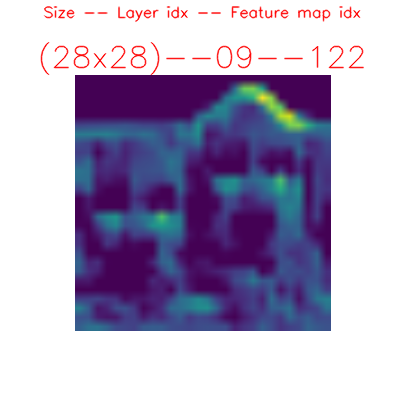 Size -- Layer idx -- Feature map idx
(28x28)--09--122